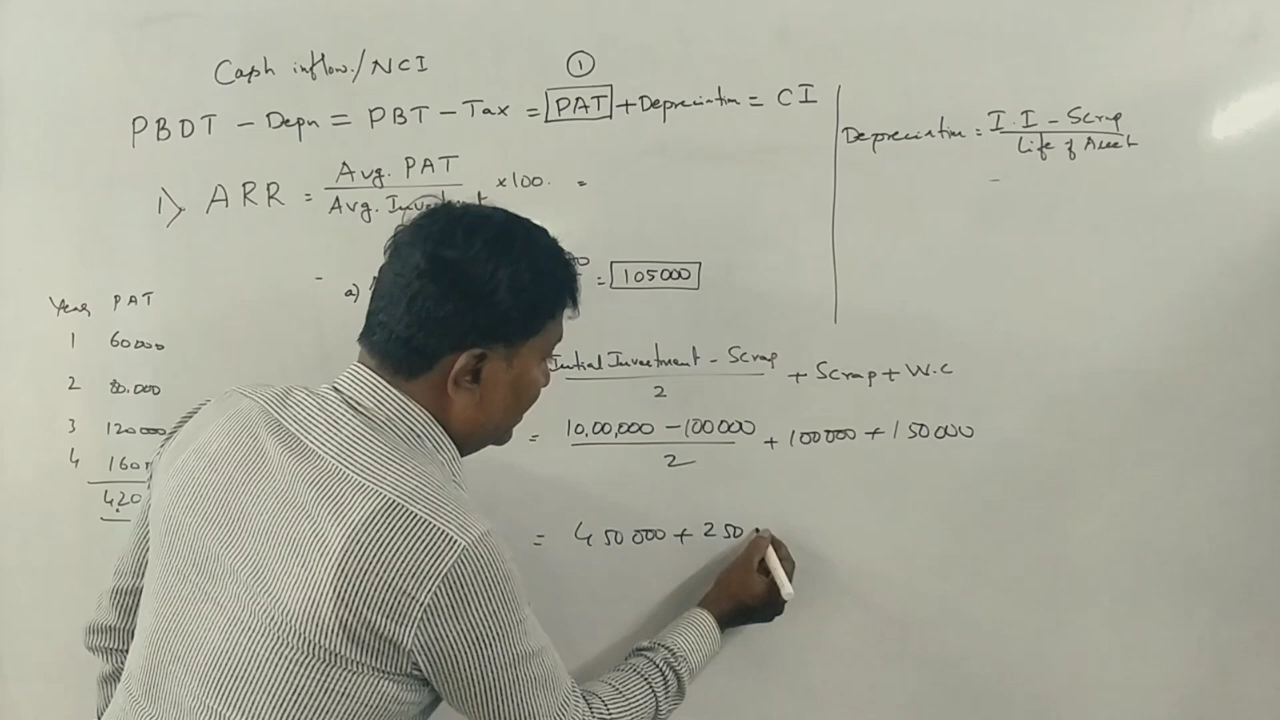 Cash inflow/NCI
①
PBDT - Depn = PBT - Tax = PAT + Depreciation = CI
Depreciation = I.I - Scrap
Life of Asset
1) ARR = Avg. PAT
Avg. × 100 =
a) = 105000
Initial Investment - Scrap
2
+ Scrap + W.C
= 10,00,000 - 100000
2
+ 100000 + 150000
= 450000 + 250
Year PAT
1 60000
2 80.000
3 120000
4 160
420